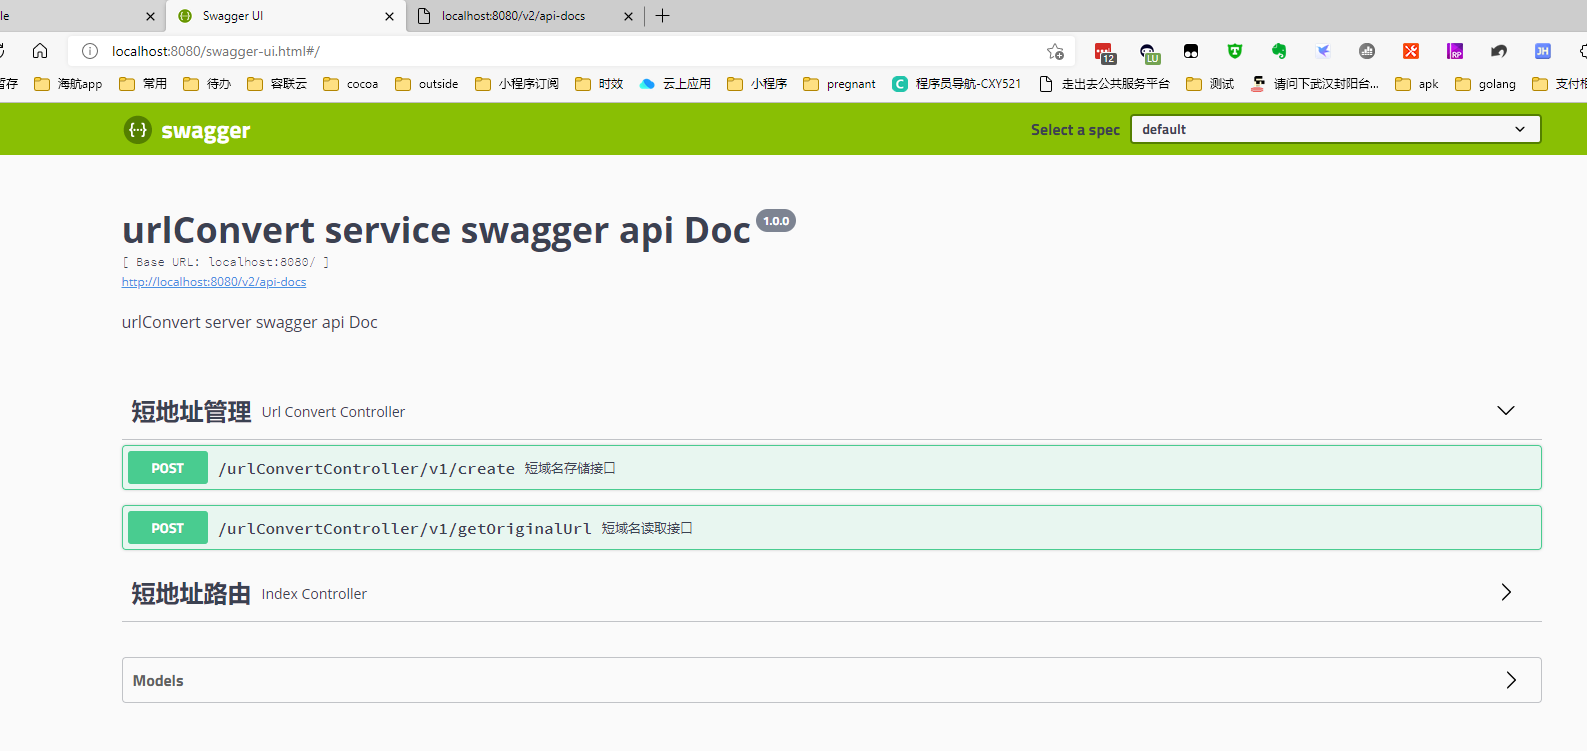 le
Swagger UI
localhost:8080/v2/api-docs
localhost:8080/swagger-ui.html#/
12
LU
RP
JH
暂存 海航app 常用 待办 容联云 cocoa outside 小程序订阅 时效 云上应用 小程序 pregnant 程序员导航-CXY521 走出去公共服务平台 测试 请问下武汉封阳台... apk golang 支付相
swagger
Select a spec default
urlConvert service swagger api Doc 1.0.0
[ Base URL: localhost:8080/ ]
http://localhost:8080/v2/api-docs
urlConvert server swagger api Doc
短地址管理 Url Convert Controller
POST /urlConvertController/v1/create 短域名存储接口
POST /urlConvertController/v1/getOriginalUrl 短域名读取接口
短地址路由 Index Controller
Models